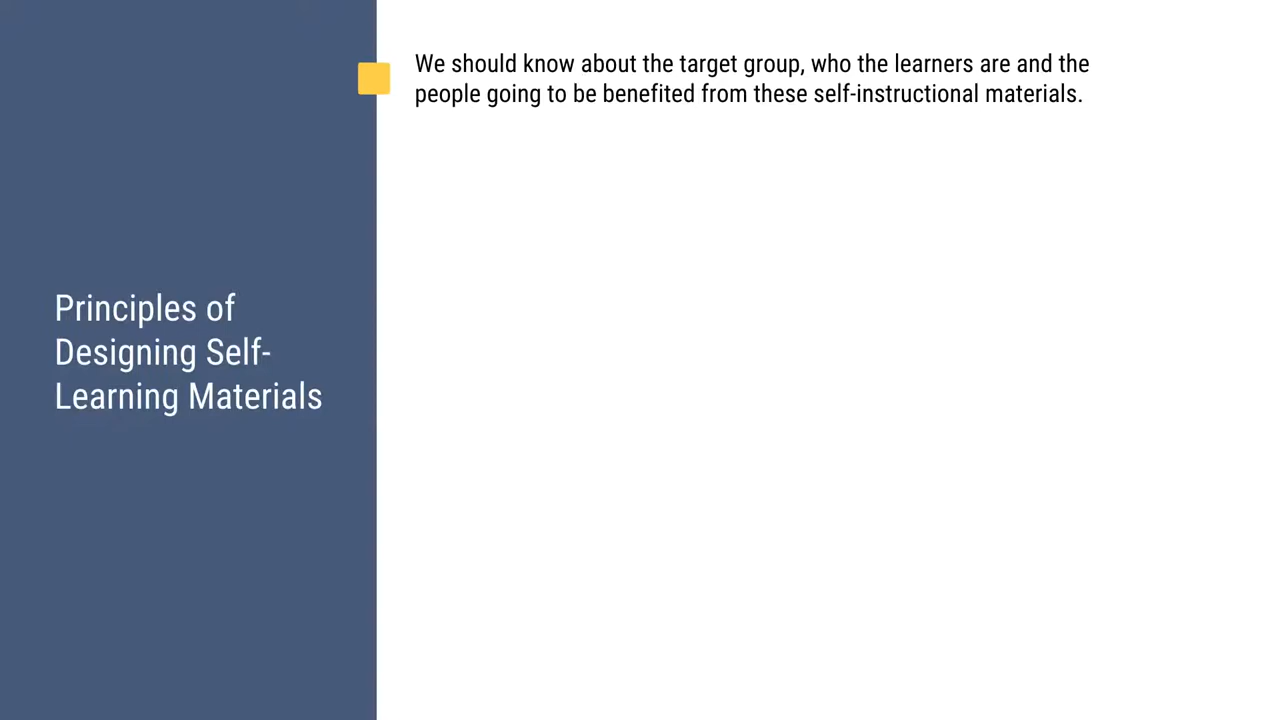 We should know about the target group, who the learners are and the
people going to be benefited from these self-instructional materials.
Principles of
Designing Self-
Learning Materials